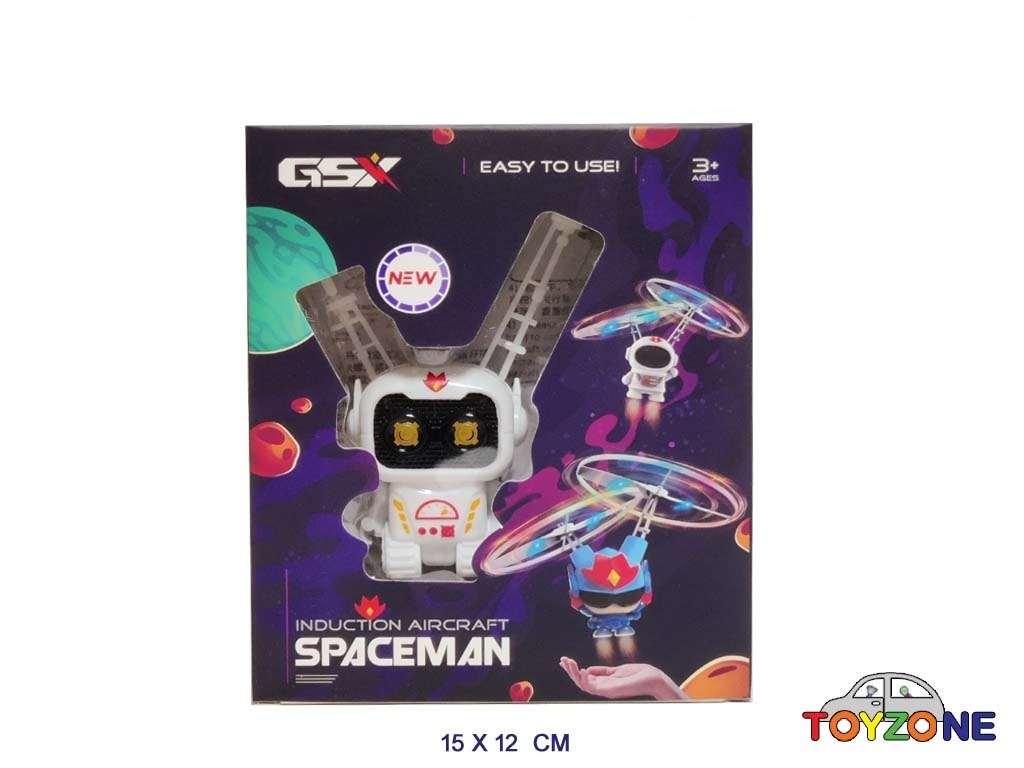 GSX
EASY TO USE!
3+
AGES
NEW
INDUCTION AIRCRAFT
SPACEMAN
15 X 12 CM
TOYZONE